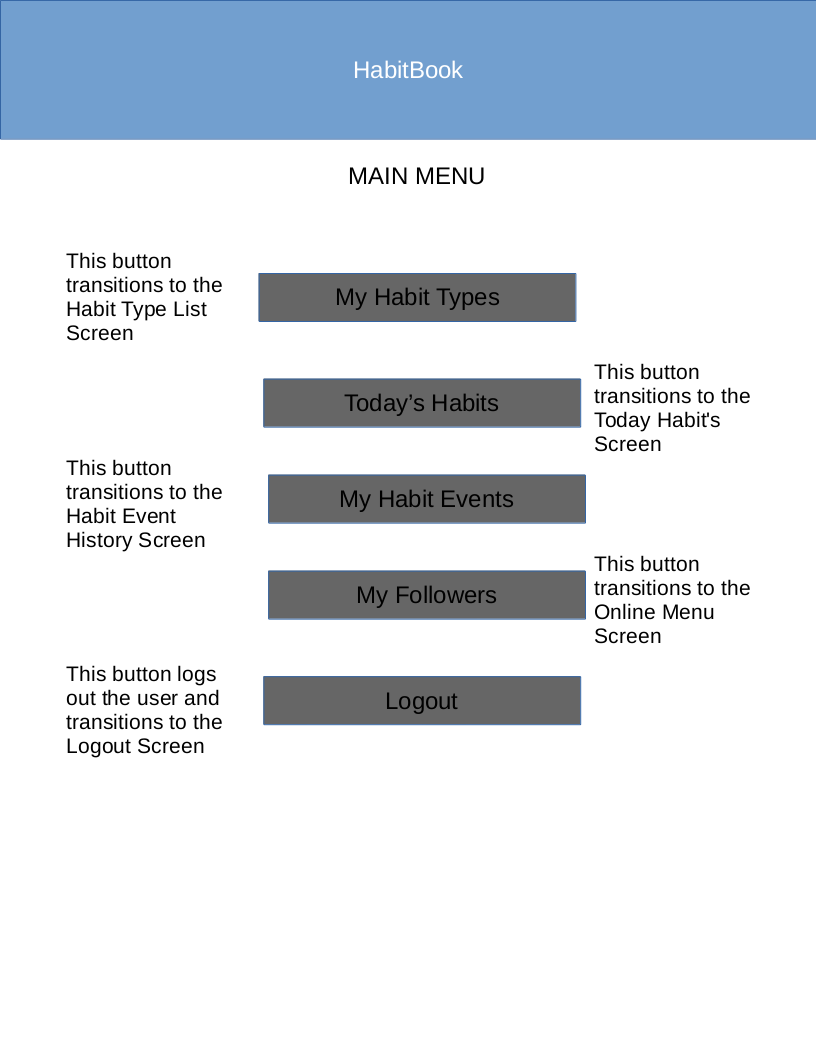 HabitBook
MAIN MENU
This button
transitions to the
Habit Type List
Screen
My Habit Types
Today’s Habits
This button
transitions to the
Today Habit's
Screen
This button
transitions to the
Habit Event
History Screen
My Habit Events
My Followers
This button
transitions to the
Online Menu
Screen
This button logs
out the user and
transitions to the
Logout Screen
Logout